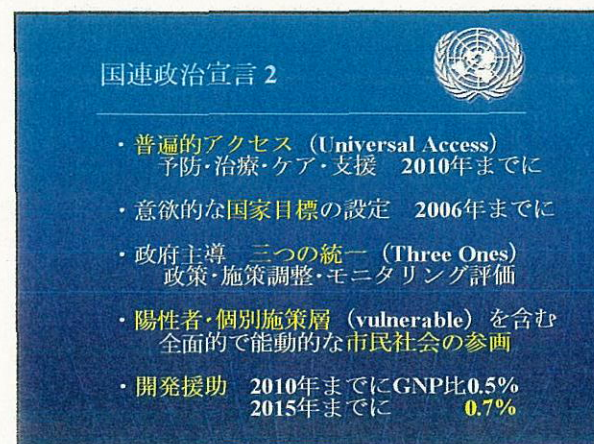 国連政治宣言 2
・普遍的アクセス（Universal Access）
予防・治療・ケア・支援　2010年までに
・意欲的な国家目標の設定　2006年までに
・政府主導　三つの統一（Three Ones）
政策・施策調整・モニタリング評価
・陽性者・個別施策層（vulnerable）を含む
全面的で能動的な市民社会の参画
・開発援助　2010年までにGNP比0.5%
2015年までに　0.7%